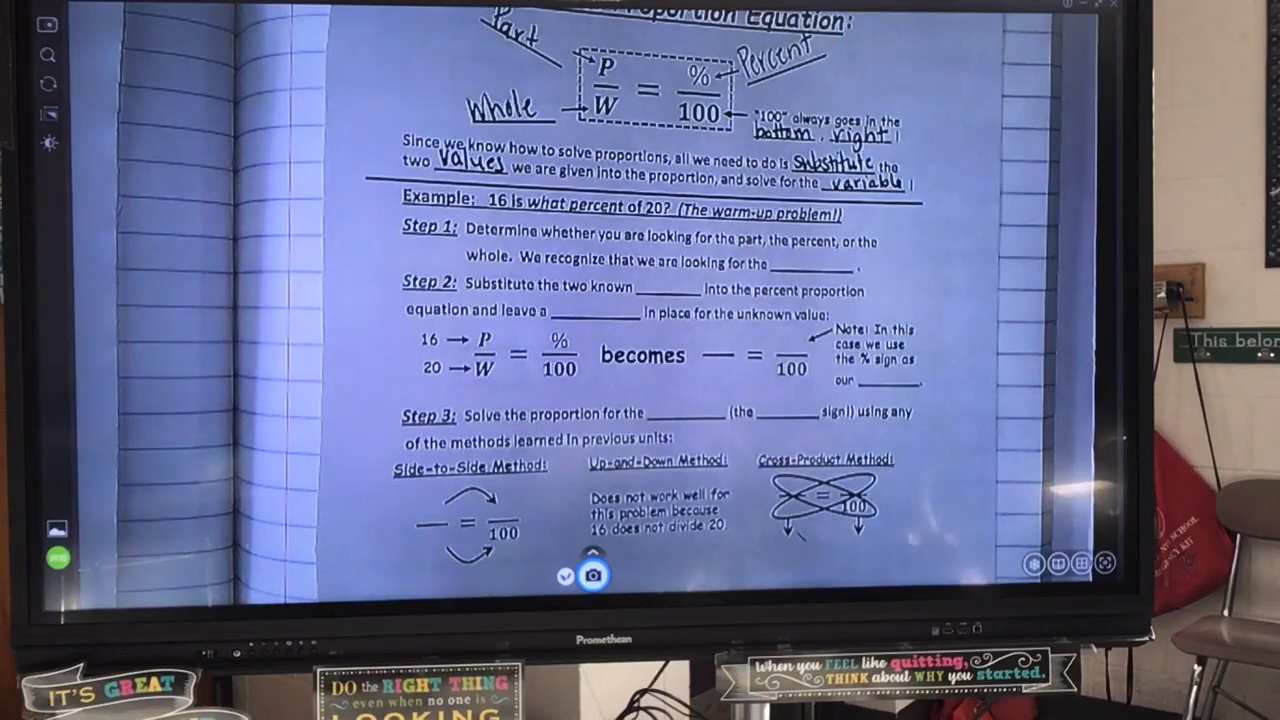 Proportion Equation:
Part
Percent
P/W = %/100
Whole
"100" always goes in the
bottom right!
Since we know how to solve proportions, all we need to do is substitute the
two values we are given into the proportion, and solve for the variable!
Example: 16 is what percent of 20? (The warm-up problem!)
Step 1: Determine whether you are looking for the part, the percent, or the
whole. We recognize that we are looking for the ________.
Step 2: Substitute the two known ______ into the percent proportion
equation and leave a ________ in place for the unknown value:
16 → P/W = %/100 becomes — = —/100
20 → W
Note! In this
case we use
the % sign as
our ______.
Step 3: Solve the proportion for the ______ (the ______ sign!) using any
of the methods learned in previous units:
Side-to-Side Method: Up-and-Down Method: Cross-Product Method:
Does not work well for
this problem because
16 does not divide 20.
— = —/100
— = —/100
Promethean
This belon
SCHOOL
KIT
IT'S GREAT
DO the RIGHT THING
even when no one is
LOOKING
When you FEEL like quitting,
THINK about WHY you started.